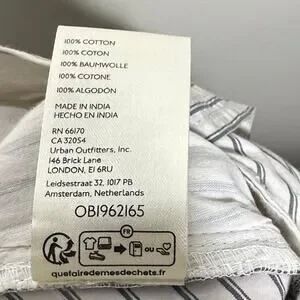 100% COTTON
100% COTON
100% BAUMWOLLE
100% COTONE
100% ALGODÓN
MADE IN INDIA
HECHO EN INDIA
RN 66170
CA 32054
Urban Outfitters, Inc.
146 Brick Lane
LONDON, E1 6RU
Leidsestraat 32, 1017 PB
Amsterdam, Netherlands
OB1962165
FR
OU
quefairedemesdechets.fr